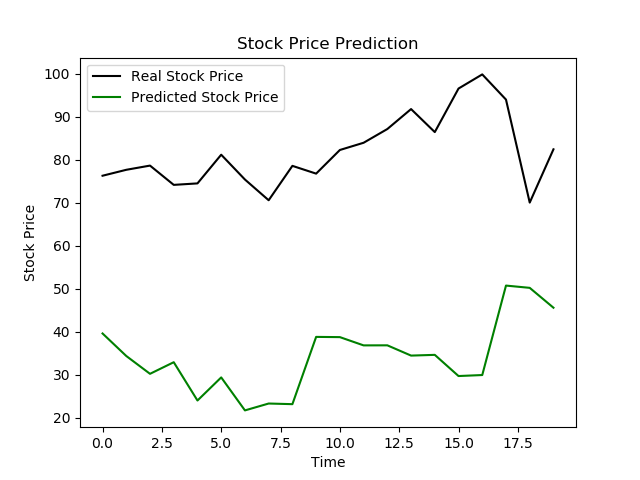 Stock Price Prediction
Real Stock Price
Predicted Stock Price
100
90
80
70
60
50
40
30
20
Stock Price
0.0 2.5 5.0 7.5 10.0 12.5 15.0 17.5
Time